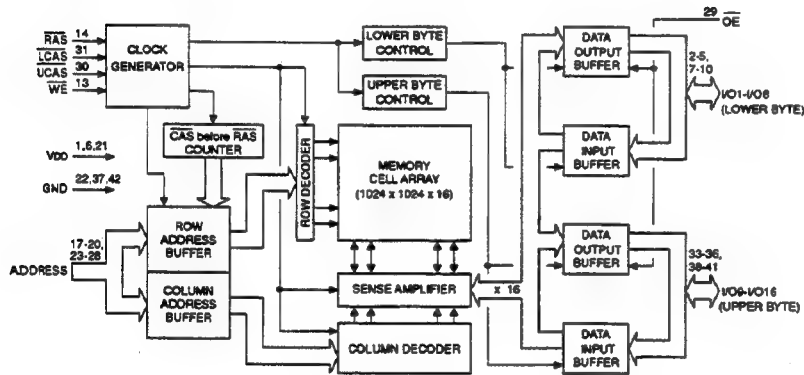 RAS 14
LCAS 31
UCAS 30
WE 13
CLOCK
GENERATOR
LOWER BYTE
CONTROL
UPPER BYTE
CONTROL
DATA
OUTPUT
BUFFER
29 OE
2-5,
7-10
I/O1-I/O8
(LOWER BYTE)
CAS before RAS
COUNTER
VDD 1,6,21
GND 22,37,42
ROW DECODER
MEMORY
CELL ARRAY
(1024 x 1024 x 16)
DATA
INPUT
BUFFER
17-20,
23-28
ADDRESS
ROW
ADDRESS
BUFFER
COLUMN
ADDRESS
BUFFER
SENSE AMPLIFIER
x 16
COLUMN DECODER
DATA
OUTPUT
BUFFER
33-36,
38-41
I/O9-I/O16
(UPPER BYTE)
DATA
INPUT
BUFFER